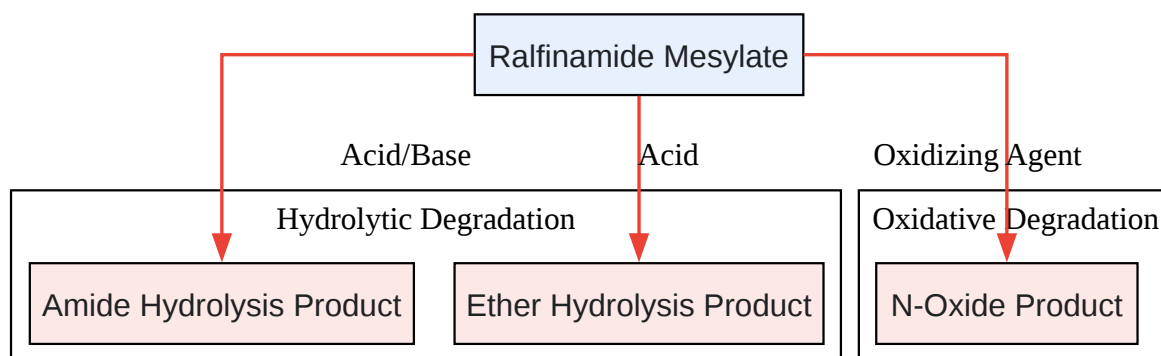 Ralfinamide Mesylate
Acid/Base
Acid
Oxidizing Agent
Hydrolytic Degradation
Oxidative Degradation
Amide Hydrolysis Product
Ether Hydrolysis Product
N-Oxide Product